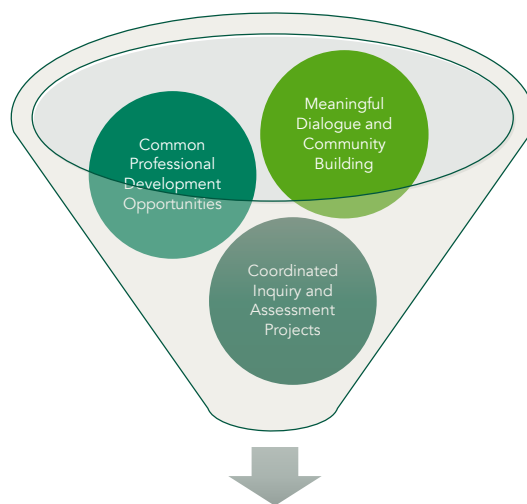 Meaningful
Dialogue and
Community
Building
Common
Professional
Development
Opportunities
Coordinated
Inquiry and
Assessment
Projects